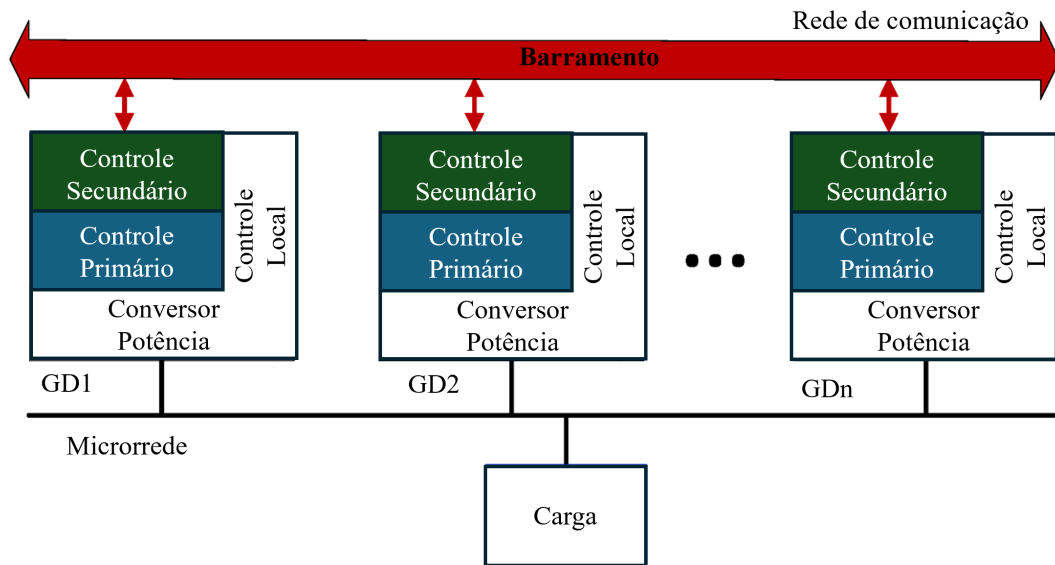 Rede de comunicação
Barramento
Controle
Secundário
Controle
Primário
Controle
Local
Conversor
Potência
GD1
Controle
Secundário
Controle
Primário
Controle
Local
Conversor
Potência
GD2
Controle
Secundário
Controle
Primário
Controle
Local
Conversor
Potência
GDn
Microrrede
Carga